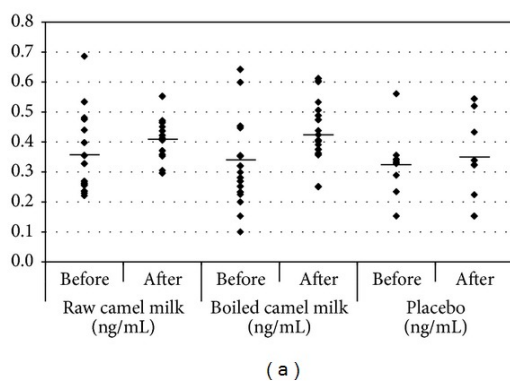 0.8
0.7
0.6
0.5
0.4
0.3
0.2
0.1
0.0
Before After Before After Before After
Raw camel milk Boiled camel milk Placebo
(ng/mL) (ng/mL) (ng/mL)
(a)